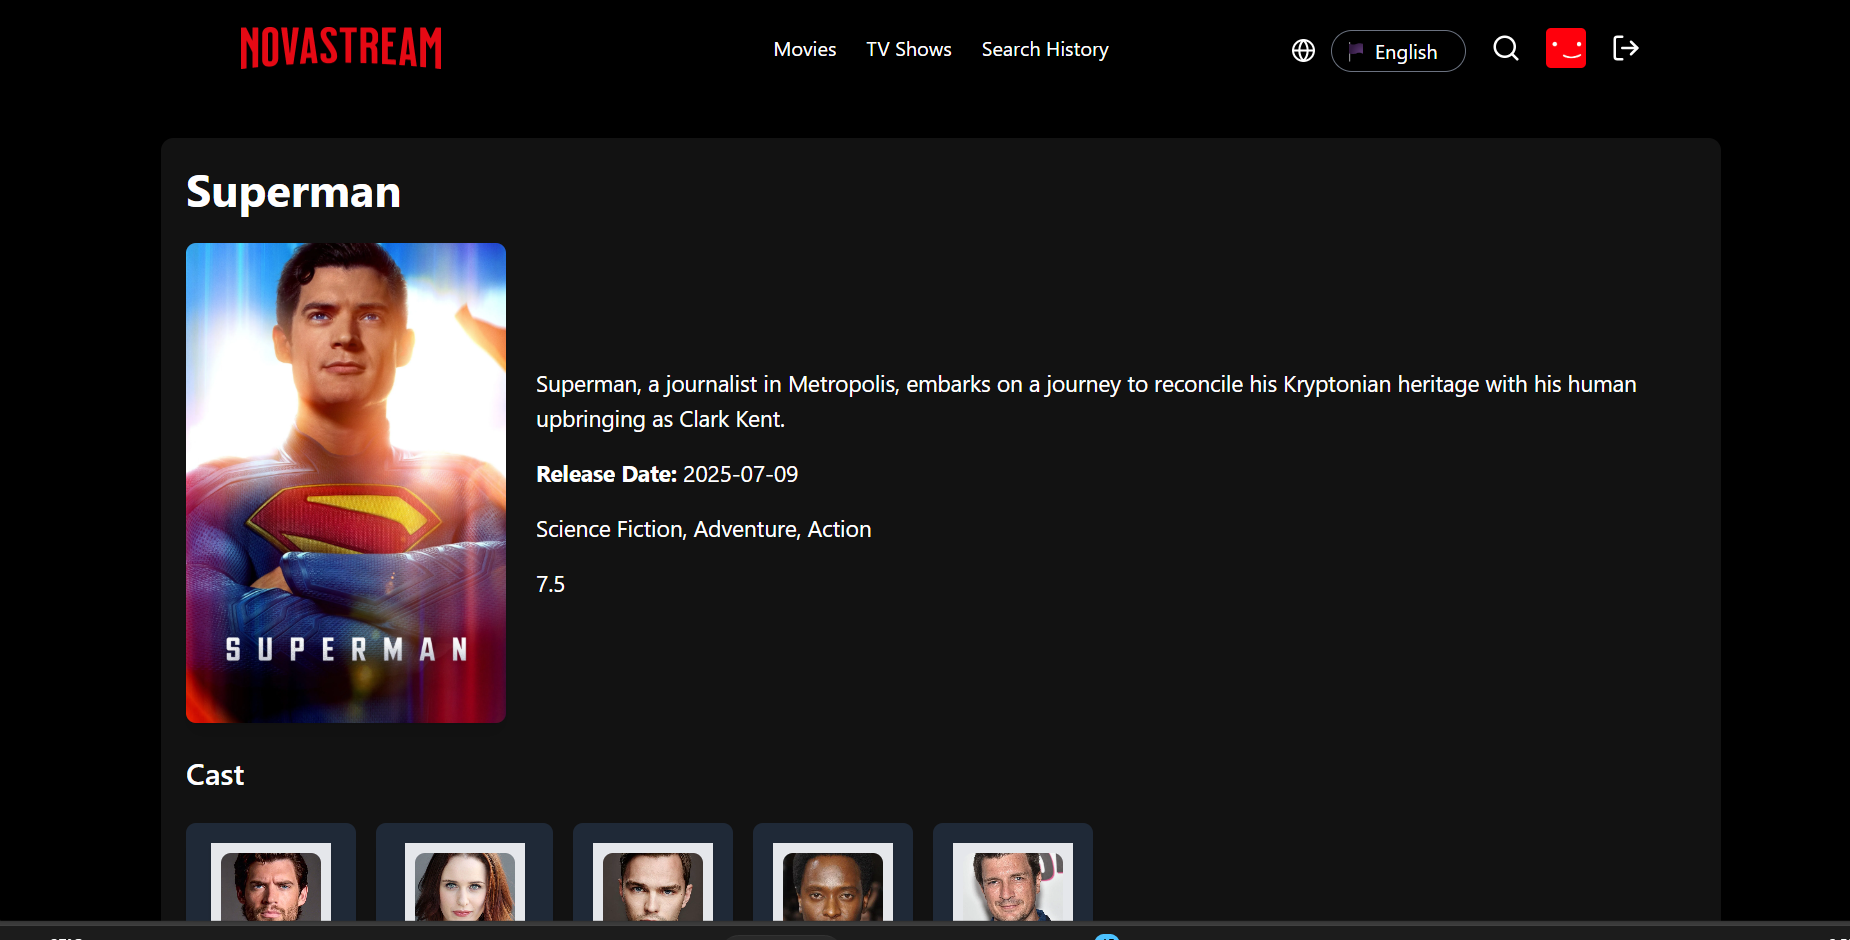 NOVASTREAM
Movies TV Shows Search History
English
Superman
SUPERMAN
Superman, a journalist in Metropolis, embarks on a journey to reconcile his Kryptonian heritage with his human
upbringing as Clark Kent.
Release Date: 2025-07-09
Science Fiction, Adventure, Action
7.5
Cast